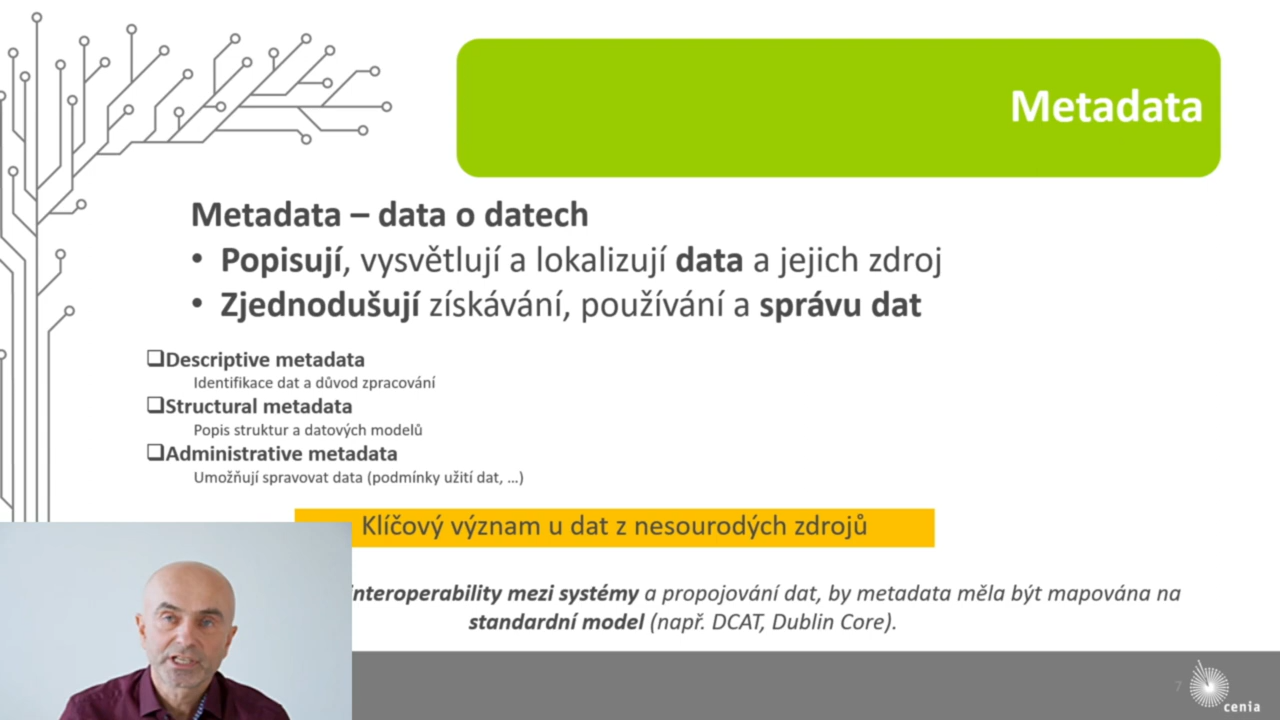 Metadata
Metadata – data o datech
• Popisují, vysvětlují a lokalizují data a jejich zdroj
• Zjednodušují získávání, používání a správu dat
❑Descriptive metadata
Identifikace dat a důvod zpracování
❑Structural metadata
Popis struktur a datových modelů
❑Administrative metadata
Umožňují spravovat data (podmínky užití dat, …)
Klíčový význam u dat z nesourodých zdrojů
interoperability mezi systémy a propojování dat, by metadata měla být mapována na
standardní model (např. DCAT, Dublin Core).
7
cenia